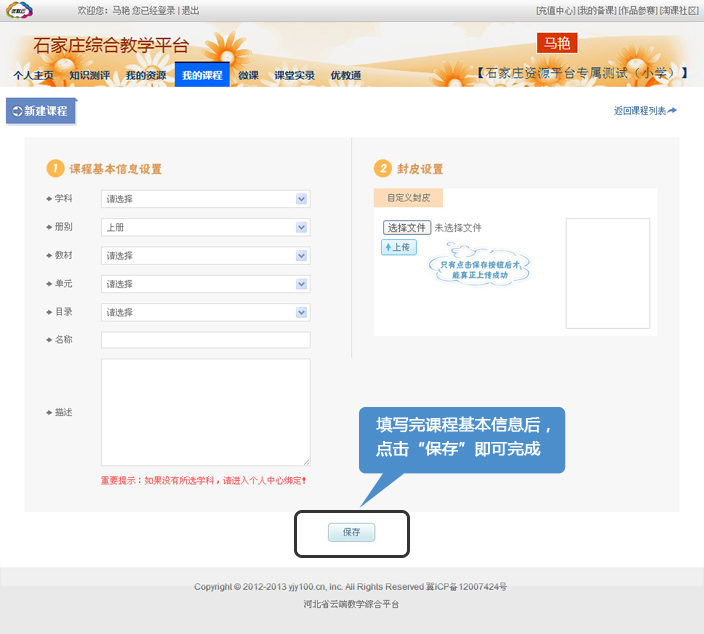 优教云
欢迎您：马艳 您已经登录 | 退出
[充值中心] [我的备课] [作品参赛] [淘课社区]
石家庄综合教学平台
马艳
个人主页 知识测评 我的资源 我的课程 微课 课堂实录 优教通
【石家庄资源平台专属测试（小学）】
新建课程
返回课程列表
1 课程基本信息设置
2 封皮设置
学科 请选择
册别 上册
教材 请选择
单元 请选择
目录 请选择
名称
描述
重要提示：如果没有所选学科，请进入个人中心绑定！
自定义封皮
选择文件 未选择文件
上传
只有点击保存按钮后才
能真正上传成功
填写完课程基本信息后，
点击“保存”即可完成
保存
Copyright © 2012-2013 yjy100.cn, Inc. All Rights Reserved 冀ICP备12007424号
河北省云端教学综合平台